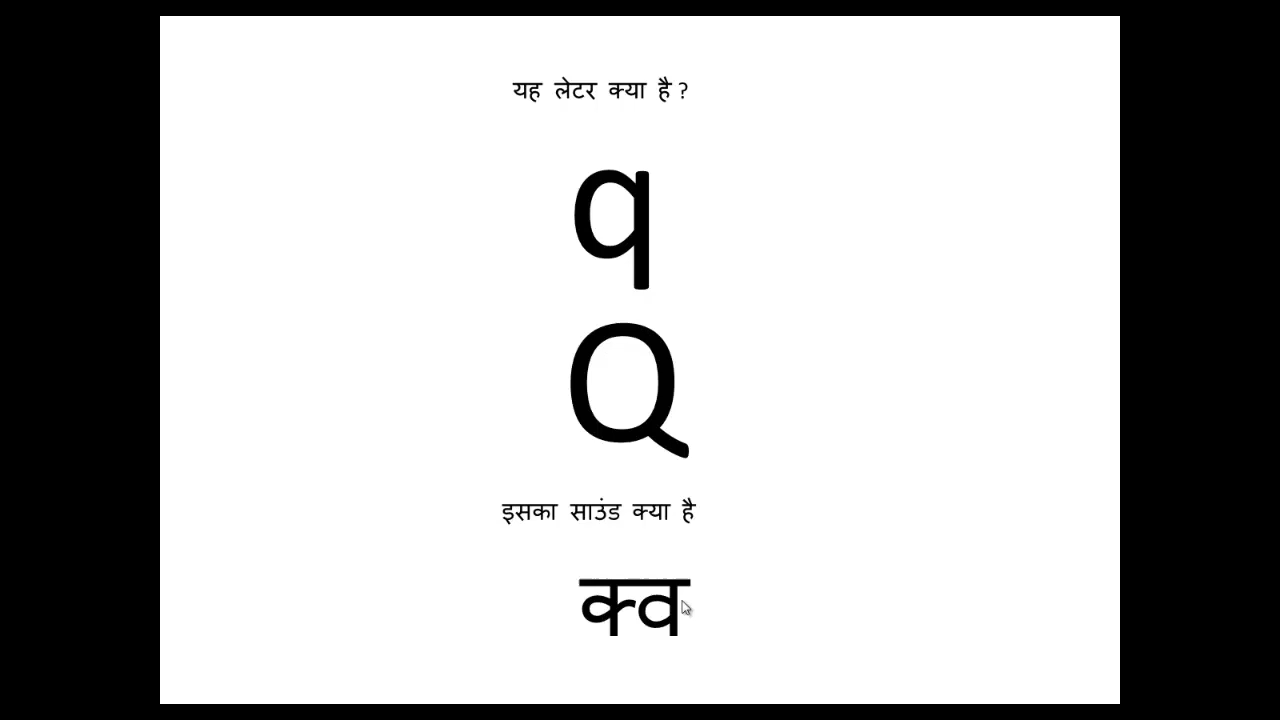 यह लेटर क्या है ?
q
Q
इसका साउंड क्या है
क्व